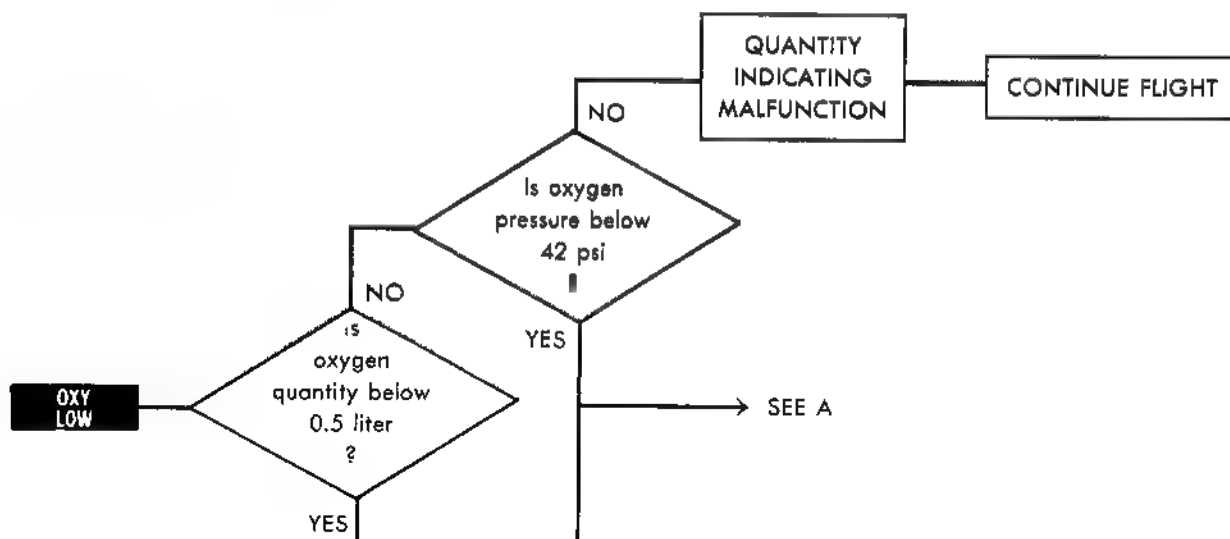 QUANTITY
INDICATING
MALFUNCTION
CONTINUE FLIGHT
NO
Is oxygen
pressure below
42 psi
YES
SEE A
NO
is
oxygen
quantity below
0.5 liter
?
YES
OXY
LOW